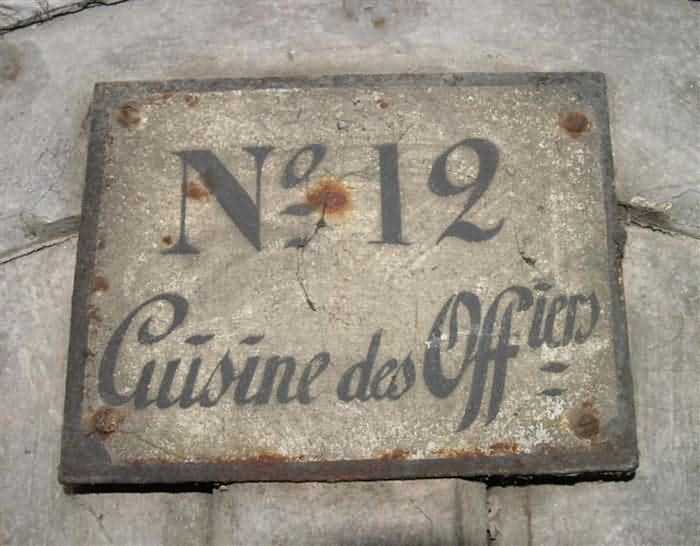 Nº 12
Cuisine des Offiers